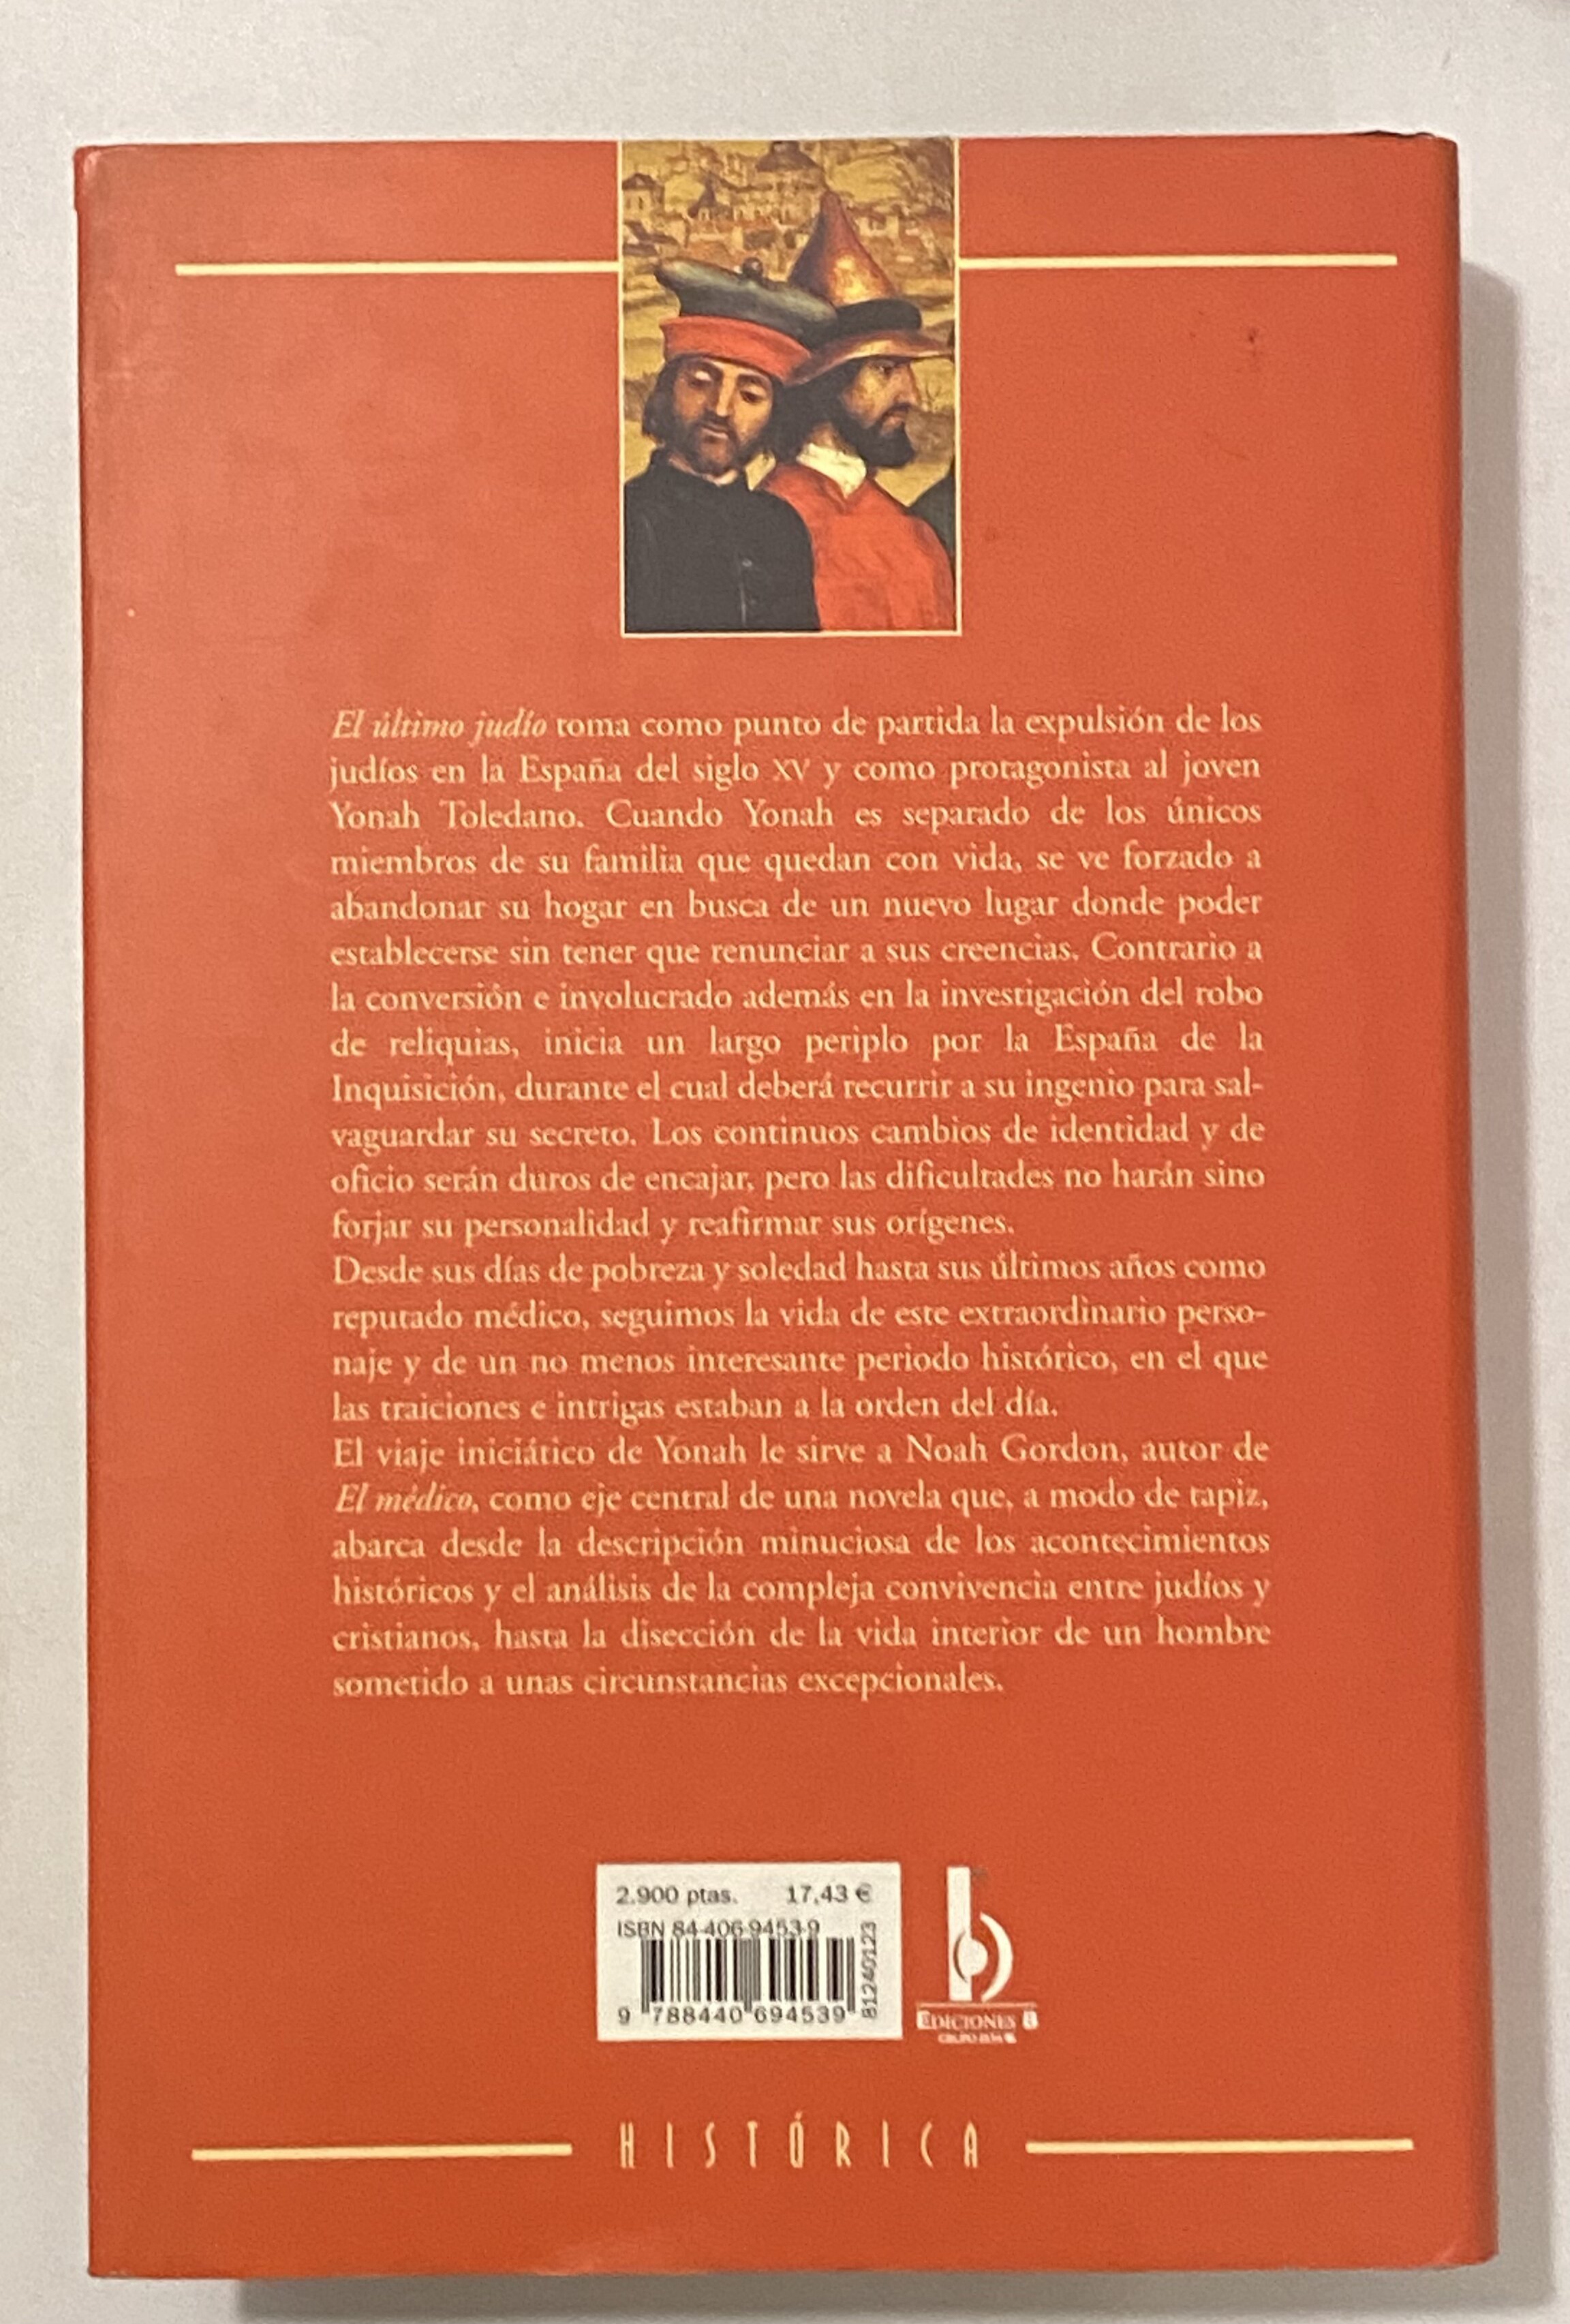 El último judío toma como punto de partida la expulsión de los
judíos en la España del siglo XV y como protagonista al joven
Yonah Toledano. Cuando Yonah es separado de los únicos
miembros de su familia que quedan con vida, se ve forzado a
abandonar su hogar en busca de un nuevo lugar donde poder
establecerse sin tener que renunciar a sus creencias. Contrario a
la conversión e involucrado además en la investigación del robo
de reliquias, inicia un largo periplo por la España de la
Inquisición, durante el cual deberá recurrir a su ingenio para sal-
vaguardar su secreto. Los continuos cambios de identidad y de
oficio serán duros de encajar, pero las dificultades no harán sino
forjar su personalidad y reafirmar sus orígenes.
Desde sus días de pobreza y soledad hasta sus últimos años como
reputado médico, seguimos la vida de este extraordinario perso-
naje y de un no menos interesante periodo histórico, en el que
las traiciones e intrigas estaban a la orden del día.
El viaje iniciático de Yonah le sirve a Noah Gordon, autor de
El médico, como eje central de una novela que, a modo de tapiz,
abarca desde la descripción minuciosa de los acontecimientos
históricos y el análisis de la compleja convivencia entre judíos y
cristianos, hasta la disección de la vida interior de un hombre
sometido a unas circunstancias excepcionales.
2.900 ptas. 17,43 €
ISBN 84-406-9453-9
9 788440 694539
81240123
b
EDICIONES B
GRUPO
HISTÓRICA